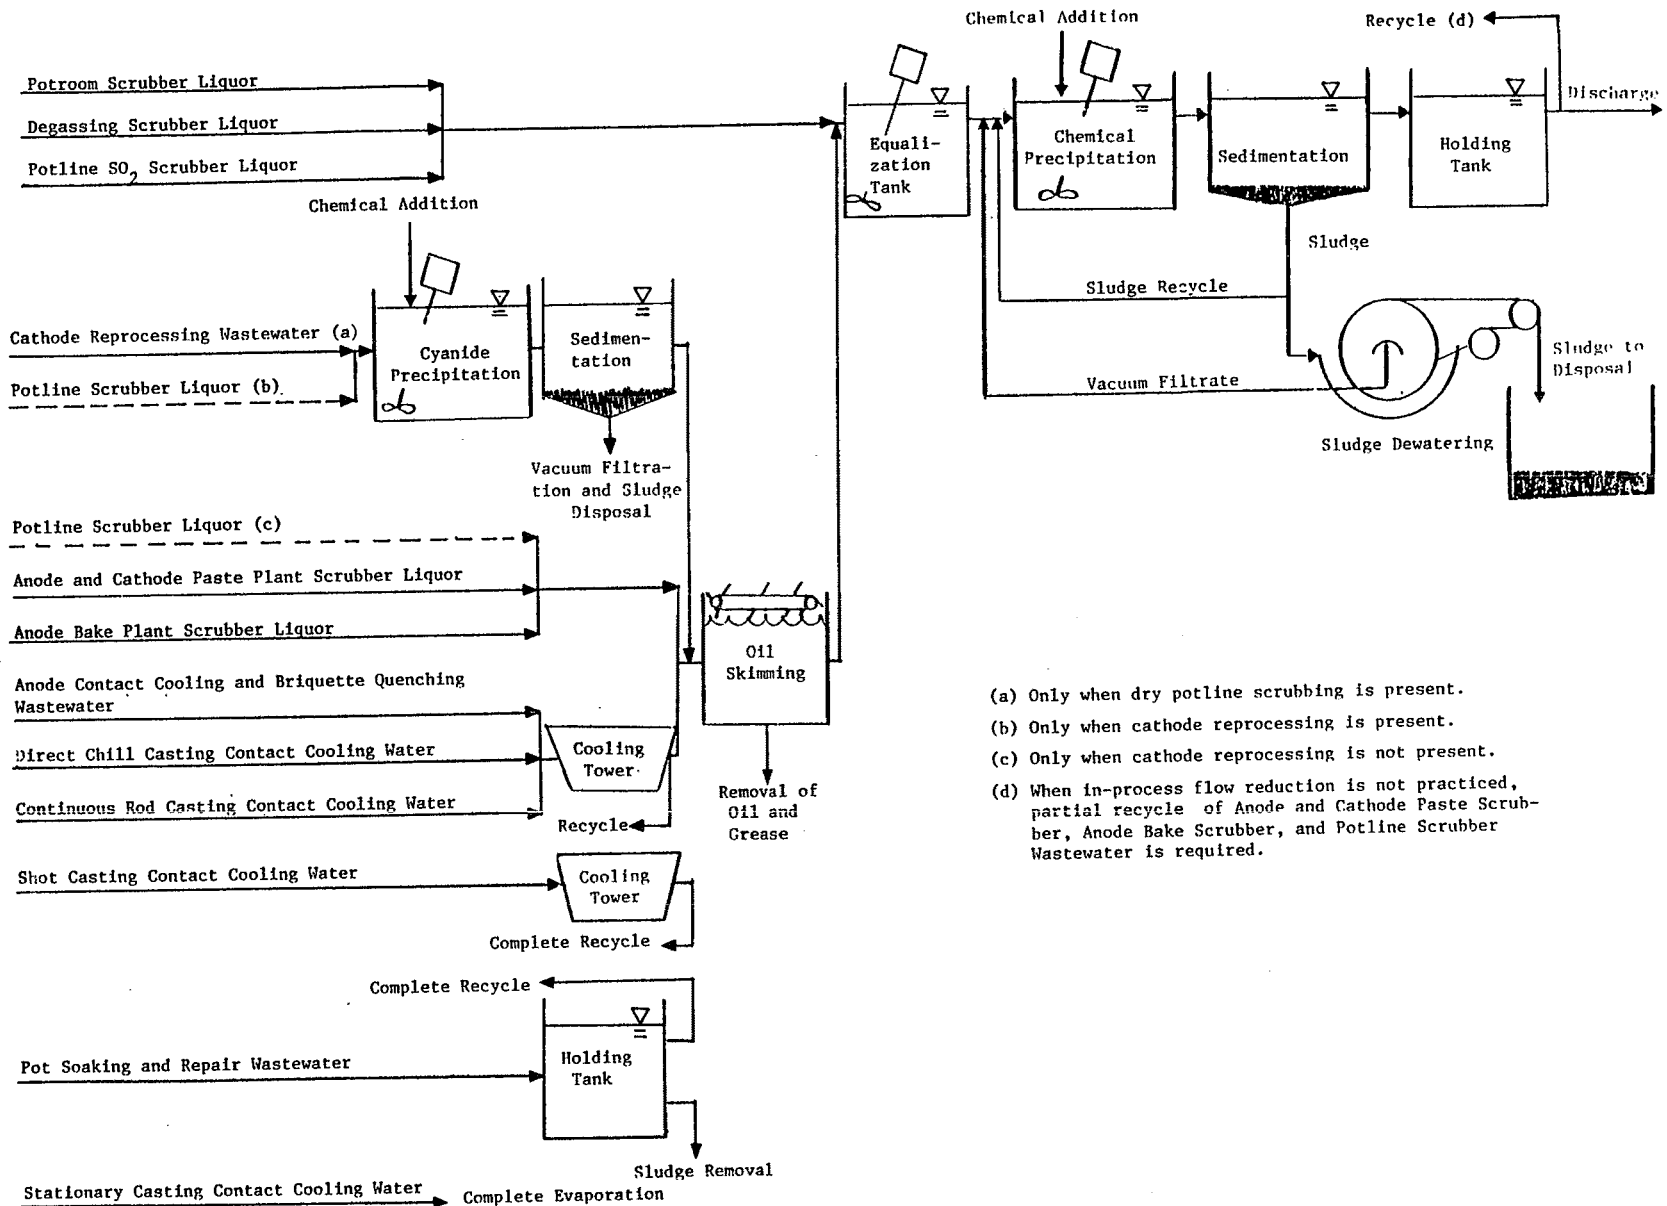 Chemical Addition
Recycle (d)
Potroom Scrubber Liquor
Degassing Scrubber Liquor
Potline SO2 Scrubber Liquor
Discharge
Equali-
zation
Tank
Chemical
Precipitation
Sedimentation
Holding
Tank
Chemical Addition
Sludge
Sludge Recycle
Cathode Reprocessing Wastewater (a)
Potline Scrubber Liquor (b)
Cyanide
Precipitation
Sedimen-
tation
Vacuum Filtrate
Sludge to
Disposal
Sludge Dewatering
Vacuum Filtra-
tion and Sludge
Disposal
Potline Scrubber Liquor (c)
Anode and Cathode Paste Plant Scrubber Liquor
Anode Bake Plant Scrubber Liquor
Oil
Skimming
Anode Contact Cooling and Briquette Quenching
Wastewater
Direct Chill Casting Contact Cooling Water
Continuous Rod Casting Contact Cooling Water
Cooling
Tower
Recycle
Removal of
Oil and
Grease
(a) Only when dry potline scrubbing is present.
(b) Only when cathode reprocessing is present.
(c) Only when cathode reprocessing is not present.
(d) When in-process flow reduction is not practiced,
partial recycle of Anode and Cathode Paste Scrub-
ber, Anode Bake Scrubber, and Potline Scrubber
Wastewater is required.
Shot Casting Contact Cooling Water
Cooling
Tower
Complete Recycle
Complete Recycle
Pot Soaking and Repair Wastewater
Holding
Tank
Sludge Removal
Stationary Casting Contact Cooling Water
Complete Evaporation